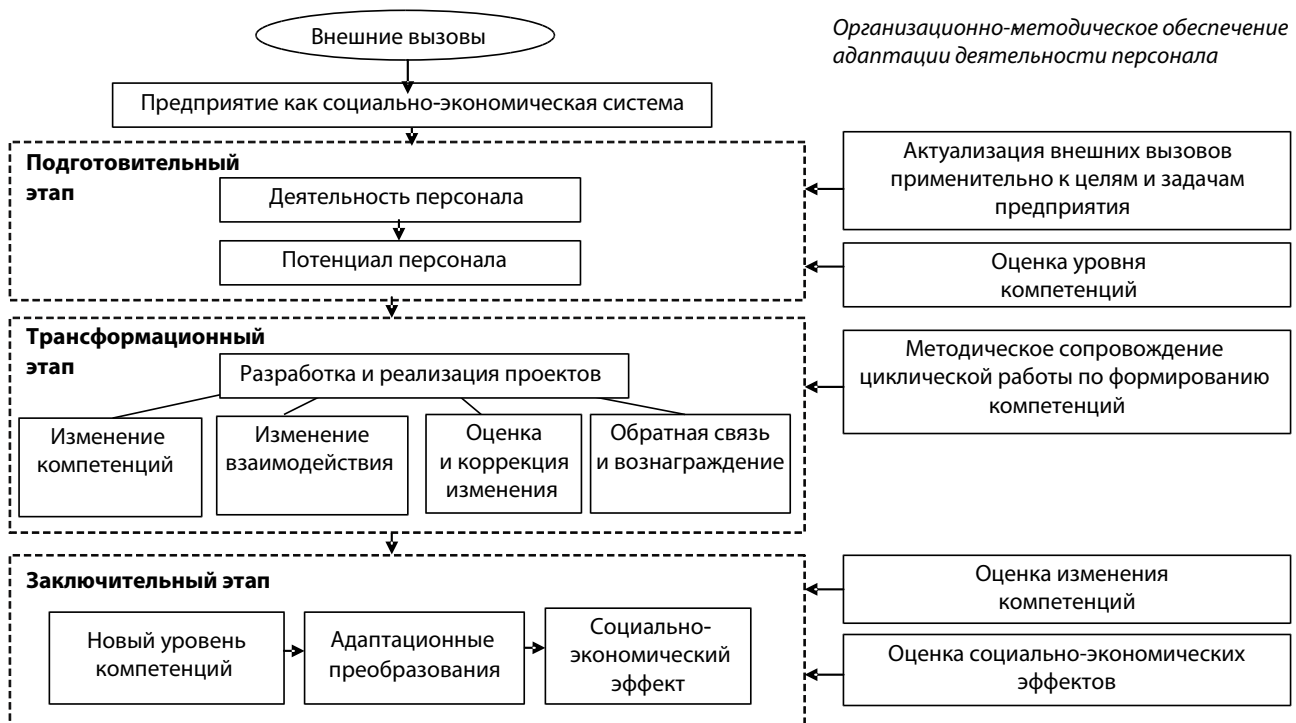 Внешние вызовы
Организационно-методическое обеспечение
адаптации деятельности персонала
Предприятие как социально-экономическая система
Подготовительный
этап
Деятельность персонала
Потенциал персонала
Актуализация внешних вызовов
применительно к целям и задачам
предприятия
Оценка уровня
компетенций
Трансформационный
этап
Разработка и реализация проектов
Изменение
компетенций
Изменение
взаимодействия
Оценка
и коррекция
изменения
Обратная связь
и вознаграждение
Методическое сопровождение
циклической работы по формированию
компетенций
Заключительный этап
Новый уровень
компетенций
Адаптационные
преобразования
Социально-
экономический
эффект
Оценка изменения
компетенций
Оценка социально-экономических
эффектов